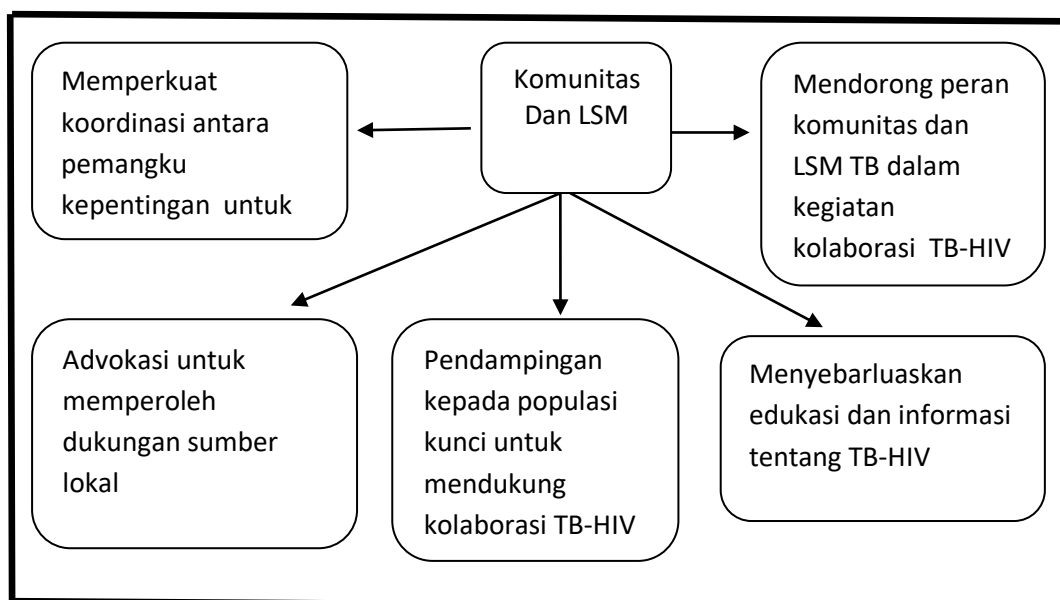 Memperkuat
koordinasi antara
pemangku
kepentingan untuk
Komunitas
Dan LSM
Mendorong peran
komunitas dan
LSM TB dalam
kegiatan
kolaborasi TB-HIV
Advokasi untuk
memperoleh
dukungan sumber
lokal
Pendampingan
kepada populasi
kunci untuk
mendukung
kolaborasi TB-HIV
Menyebarluaskan
edukasi dan informasi
tentang TB-HIV